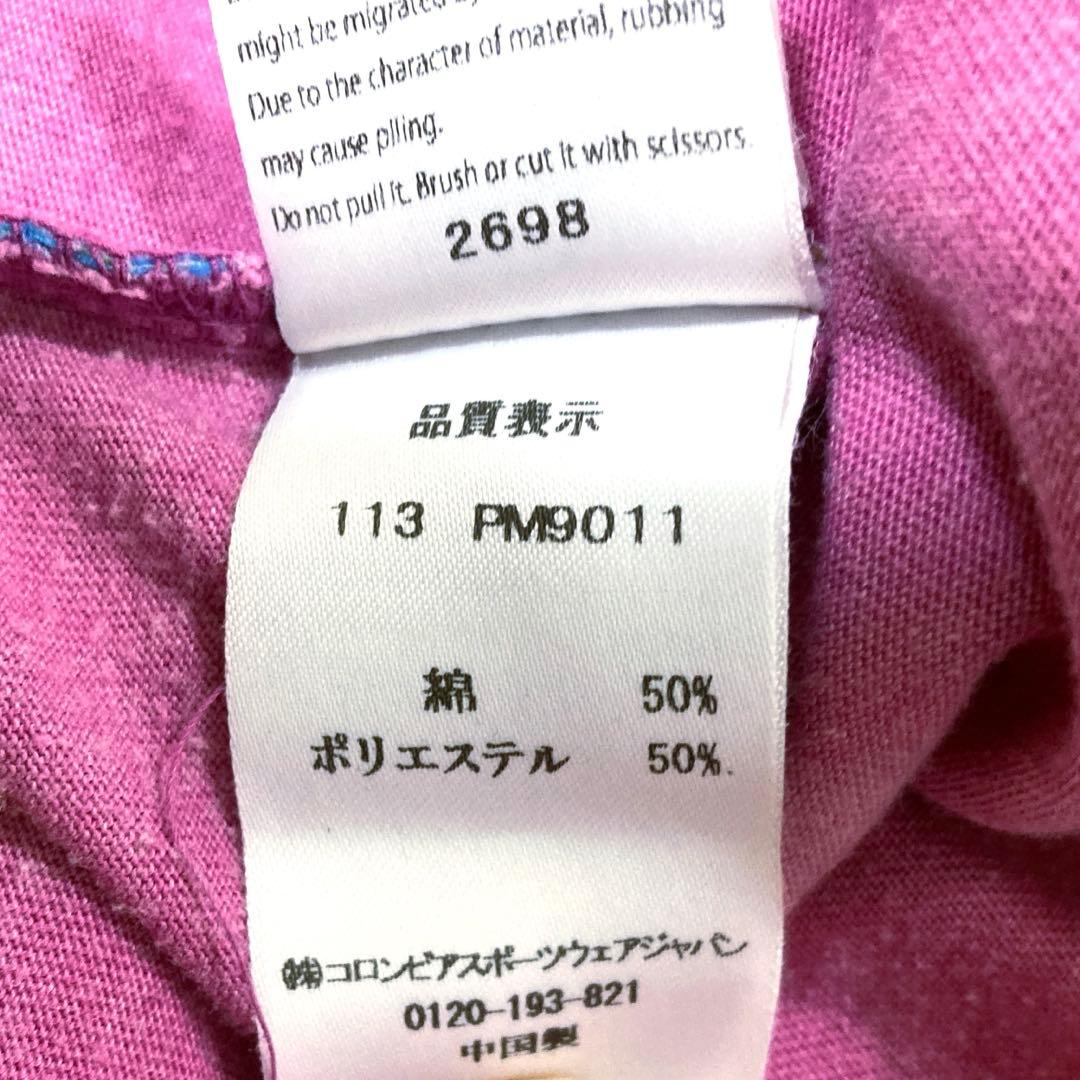 might be migrated
Due to the character of material, rubbing
may cause plling.
Do not pull it. Brush or cut it with scissors.
2698
品質表示
113 PM9011
綿 50%
ポリエステル 50%.
㈱コロンビアスポーツウェアジャパン
0120-193-821
中国製